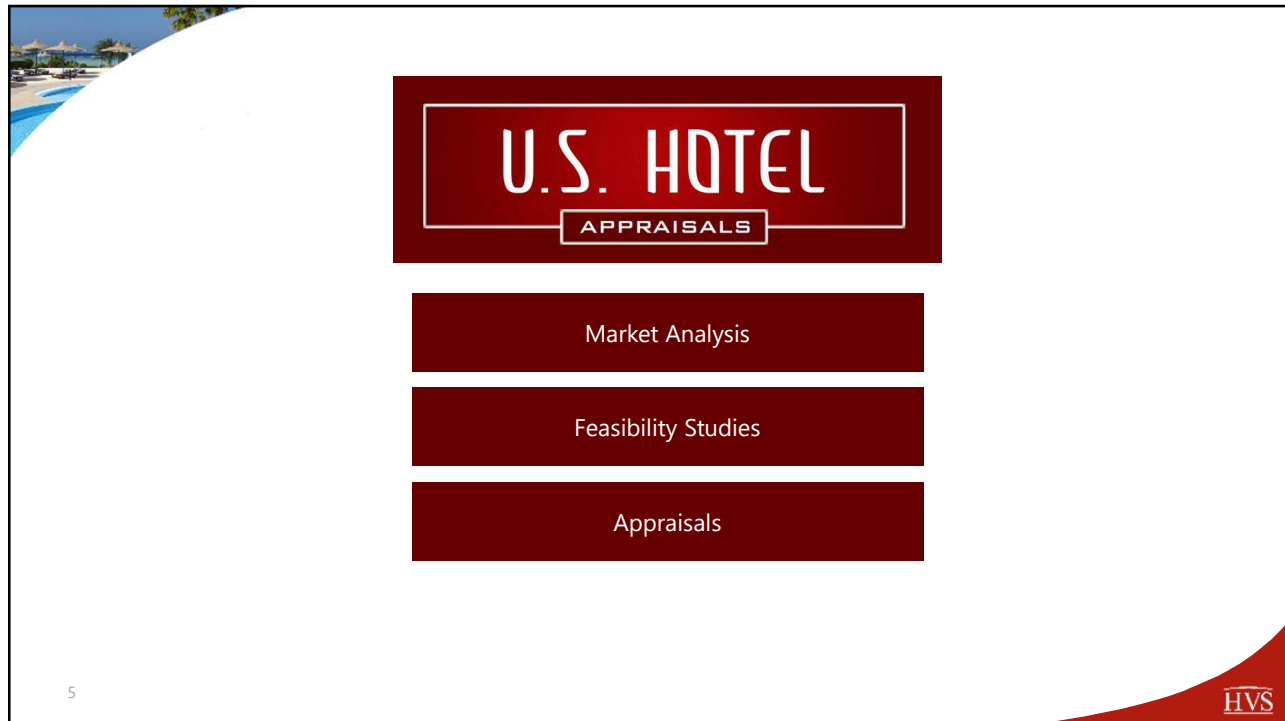 U.S. HOTEL
APPRAISALS
Market Analysis
Feasibility Studies
Appraisals
5
HVS